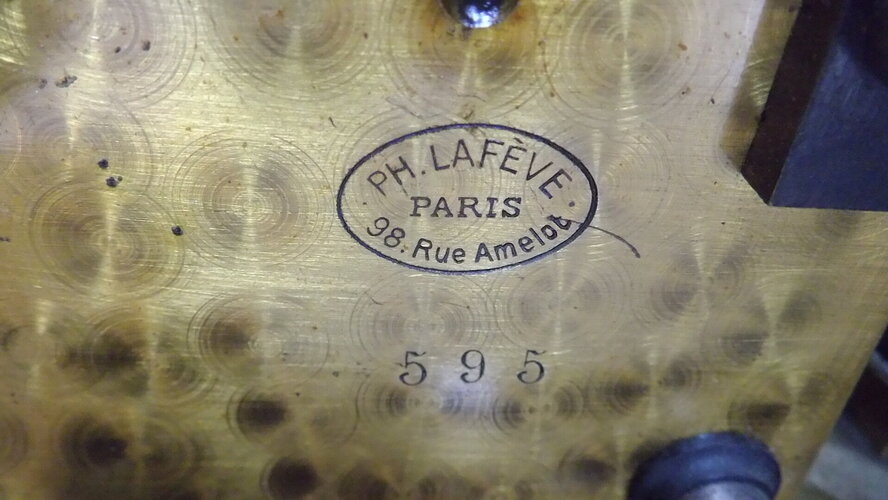 PH. LAFÈVE.
PARIS
98. Rue Amelot
595